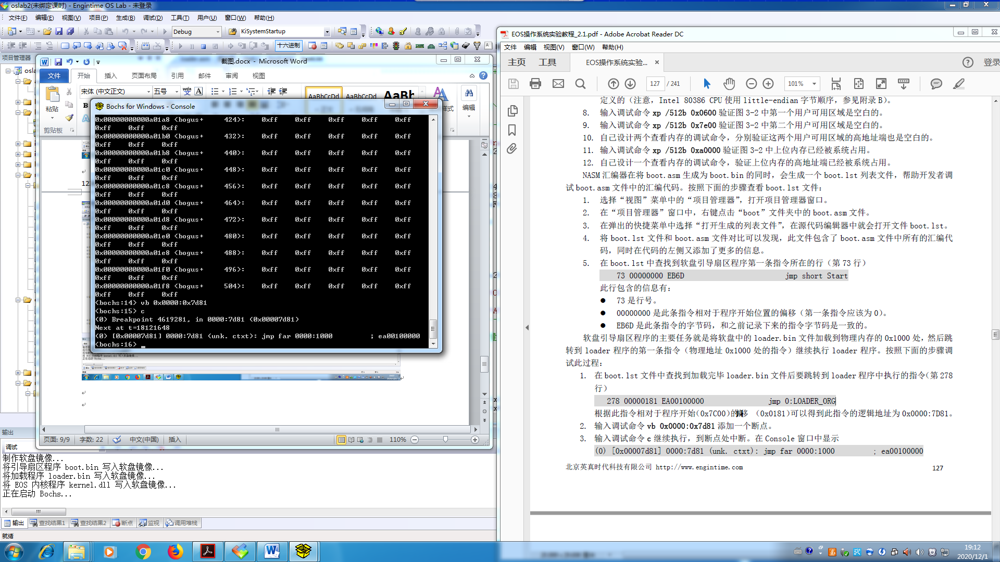 oslab2(未绑定课时) - Engintime OS Lab - 未登录
文件(F) 编辑(E) 视图(V) 项目(P) 生成(B) 调试(D) 工具(T) 用户(U) 窗口(W) 帮助(H)
Debug KiSystemStartup
十六进制
项目管理器
截图.docx - Microsoft Word
文件 开始 插入 页面布局 引用 邮件 审阅 视图
宋体 (中文正文) 五号
AaBbCcDd AaBbCcDd AaBb
粘贴
编辑
剪贴板
Bochs for Windows - Console
0x00000000000a01a8 <bogus+ 424>: 0xff 0xff 0xff 0xff 0xff
0xff 0xff 0xff
0x00000000000a01b0 <bogus+ 432>: 0xff 0xff 0xff 0xff 0xff
0xff 0xff 0xff
0x00000000000a01b8 <bogus+ 440>: 0xff 0xff 0xff 0xff 0xff
0xff 0xff 0xff
0x00000000000a01c0 <bogus+ 448>: 0xff 0xff 0xff 0xff 0xff
0xff 0xff 0xff
0x00000000000a01c8 <bogus+ 456>: 0xff 0xff 0xff 0xff 0xff
0xff 0xff 0xff
0x00000000000a01d0 <bogus+ 464>: 0xff 0xff 0xff 0xff 0xff
0xff 0xff 0xff
0x00000000000a01d8 <bogus+ 472>: 0xff 0xff 0xff 0xff 0xff
0xff 0xff 0xff
0x00000000000a01e0 <bogus+ 480>: 0xff 0xff 0xff 0xff 0xff
0xff 0xff 0xff
0x00000000000a01e8 <bogus+ 488>: 0xff 0xff 0xff 0xff 0xff
0xff 0xff 0xff
0x00000000000a01f0 <bogus+ 496>: 0xff 0xff 0xff 0xff 0xff
0xff 0xff 0xff
0x00000000000a01f8 <bogus+ 504>: 0xff 0xff 0xff 0xff 0xff
0xff 0xff 0xff
<bochs:14> vb 0x0000:0x7d81
<bochs:15> c
(0) Breakpoint 4619281, in 0000:7d81 (0x00007d81)
Next at t=18121648
(0) [0x00007d81] 0000:7d81 (unk. ctxt): jmp far 0000:1000 ; ea00100000
<bochs:16> _
页面: 9/9 字数: 22 中文(中国) 插入 110%
输出
调试
制作软盘镜像...
将引导扇区程序 boot.bin 写入软盘镜像...
将加载程序 loader.bin 写入软盘镜像...
将 EOS 内核程序 kernel.dll 写入软盘镜像...
正在启动 Bochs...
输出 查找结果1 查找结果2 断点 监视 调用堆栈
就绪
EOS操作系统实验教程_2.1.pdf - Adobe Acrobat Reader DC
文件 编辑 视图(V) 窗口(W) 帮助(H)
主页 工具 EOS操作系统实验... × 登录
127 / 241 101%
定义的（注意，Intel 80386 CPU 使用 little-endian 字节顺序，参见附录 B）。
8. 输入调试命令 xp /512b 0x0600 验证图 3-2 中第一个用户可用区域是空白的。
9. 输入调试命令 xp /512b 0x7e00 验证图 3-2 中第二个用户可用区域是空白的。
10. 自己设计两个查看内存的调试命令，分别验证这两个用户可用区域的高地址端也是空白的。
11. 输入调试命令 xp /512b 0xa0000 验证图 3-2 中上位内存已经被系统占用。
12. 自己设计一个查看内存的调试命令，验证上位内存的高地址端已经被系统占用。
NASM 汇编器在将 boot.asm 生成为 boot.bin 的同时，会生成一个 boot.lst 列表文件，帮助开发者调
试 boot.asm 文件中的汇编代码。按照下面的步骤查看 boot.lst 文件：
1. 选择“视图”菜单中的“项目管理器”，打开项目管理器窗口。
2. 在“项目管理器”窗口中，右键点击“boot”文件夹中的 boot.asm 文件。
3. 在弹出的快捷菜单中选择“打开生成的列表文件”，在源代码编辑器中就会打开文件 boot.lst。
4. 将 boot.lst 文件和 boot.asm 文件对比可以发现，此文件包含了 boot.asm 文件中所有的汇编代
码，同时在代码的左侧又添加了更多的信息。
5. 在 boot.lst 中查找到软盘引导扇区程序第一条指令所在的行（第 73 行）
73 00000000 EB6D jmp short Start
此行包含的信息有：
● 73 是行号。
● 00000000 是此条指令相对于程序开始位置的偏移（第一条指令应该为 0）。
● EB6D 是此条指令的字节码，和之前记录下来的指令字节码是一致的。
软盘引导扇区程序的主要任务就是将软盘中的 loader.bin 文件加载到物理内存的 0x1000 处，然后跳
转到 loader 程序的第一条指令（物理地址 0x1000 处的指令）继续执行 loader 程序。按照下面的步骤调
试此过程：
1. 在 boot.lst 文件中查找到加载完毕 loader.bin 文件后要跳转到 loader 程序中执行的指令（第 278
行）
278 00000181 EA00100000 jmp 0:LOADER_ORG
根据此指令相对于程序开始（0x7C00）的偏移（0x0181）可以得到此指令的逻辑地址为 0x0000:7D81。
2. 输入调试命令 vb 0x0000:0x7d81 添加一个断点。
3. 输入调试命令 c 继续执行，到断点处中断。在 Console 窗口中显示
(0) [0x00007d81] 0000:7d81 (unk. ctxt): jmp far 0000:1000 ; ea00100000
北京英真时代科技有限公司 http://www.engintime.com 127
19:12
2020/12/1